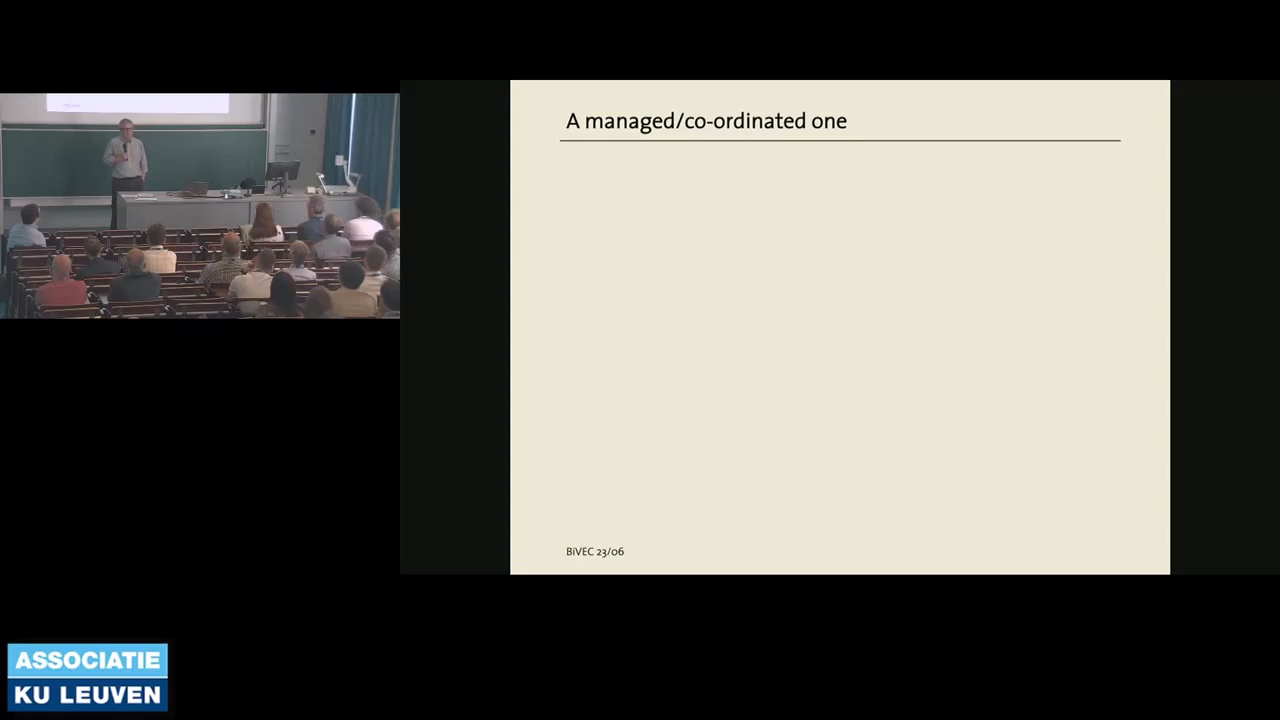 A managed/co-ordinated one
BiVEC 23/06
ASSOCIATIE
KU LEUVEN